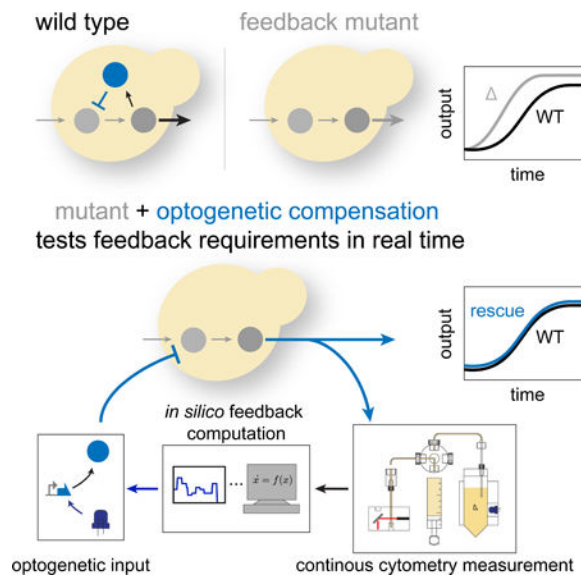 wild type
feedback mutant
output
Δ
WT
time
mutant + optogenetic compensation
tests feedback requirements in real time
output
rescue
WT
time
in silico feedback
computation
ẋ = f(x)
...
Δ
optogenetic input
continous cytometry measurement